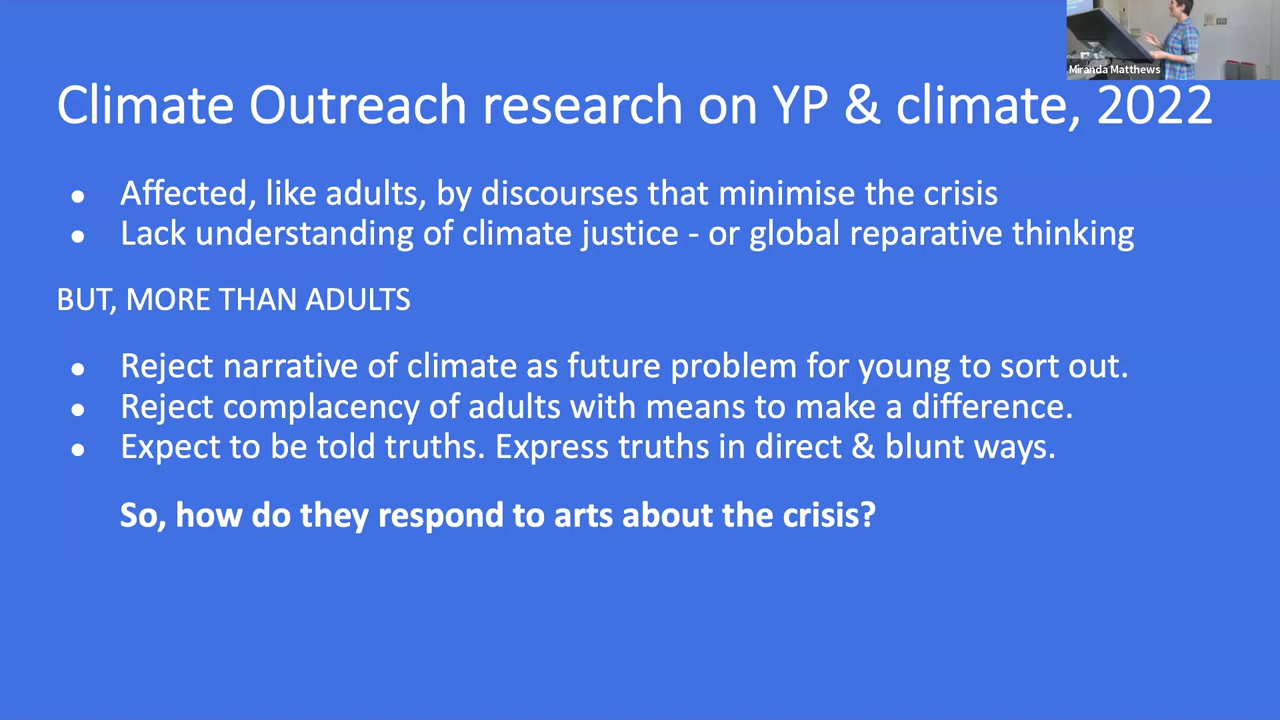 Miranda Matthews
Climate Outreach research on YP & climate, 2022
● Affected, like adults, by discourses that minimise the crisis
● Lack understanding of climate justice - or global reparative thinking
BUT, MORE THAN ADULTS
● Reject narrative of climate as future problem for young to sort out.
● Reject complacency of adults with means to make a difference.
● Expect to be told truths. Express truths in direct & blunt ways.
So, how do they respond to arts about the crisis?